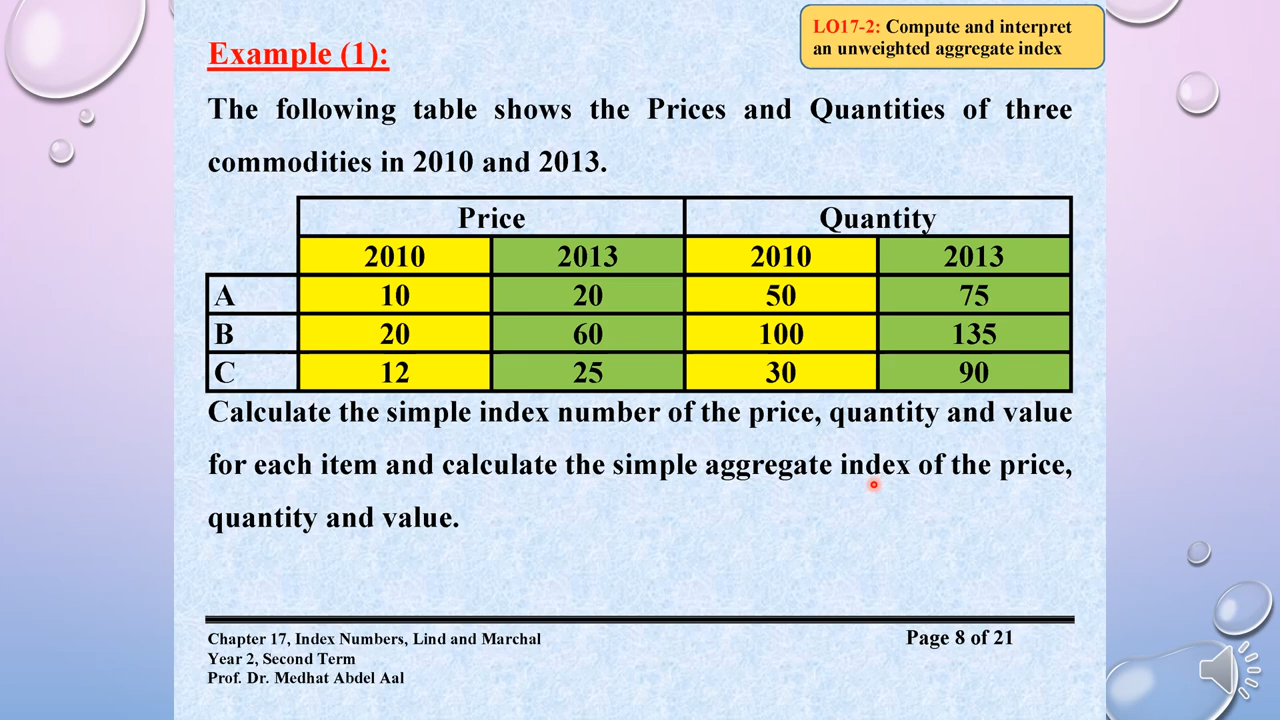 LO17-2: Compute and interpret
an unweighted aggregate index
Example (1):
The following table shows the Prices and Quantities of three
commodities in 2010 and 2013.
Price Quantity
2010 2013 2010 2013
A 10 20 50 75
B 20 60 100 135
C 12 25 30 90
Calculate the simple index number of the price, quantity and value
for each item and calculate the simple aggregate index of the price,
quantity and value.
Chapter 17, Index Numbers, Lind and Marchal Page 8 of 21
Year 2, Second Term
Prof. Dr. Medhat Abdel Aal